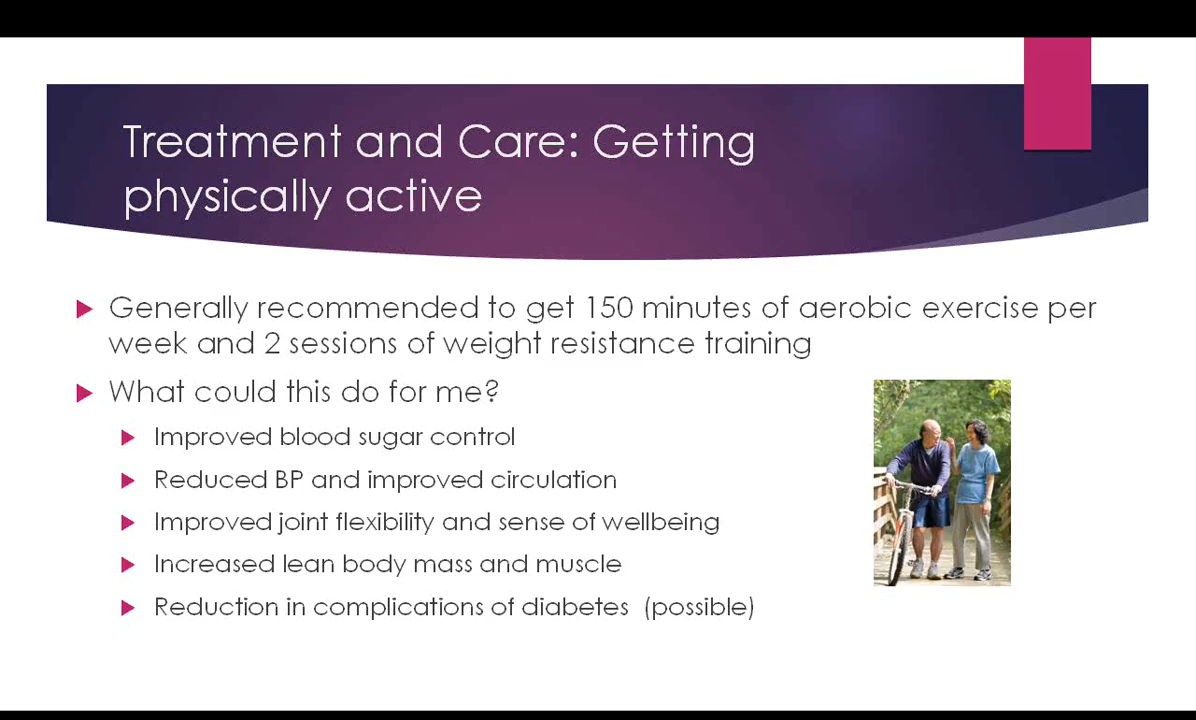 Treatment and Care: Getting
physically active
Generally recommended to get 150 minutes of aerobic exercise per
week and 2 sessions of weight resistance training
What could this do for me?
Improved blood sugar control
Reduced BP and improved circulation
Improved joint flexibility and sense of wellbeing
Increased lean body mass and muscle
Reduction in complications of diabetes (possible)